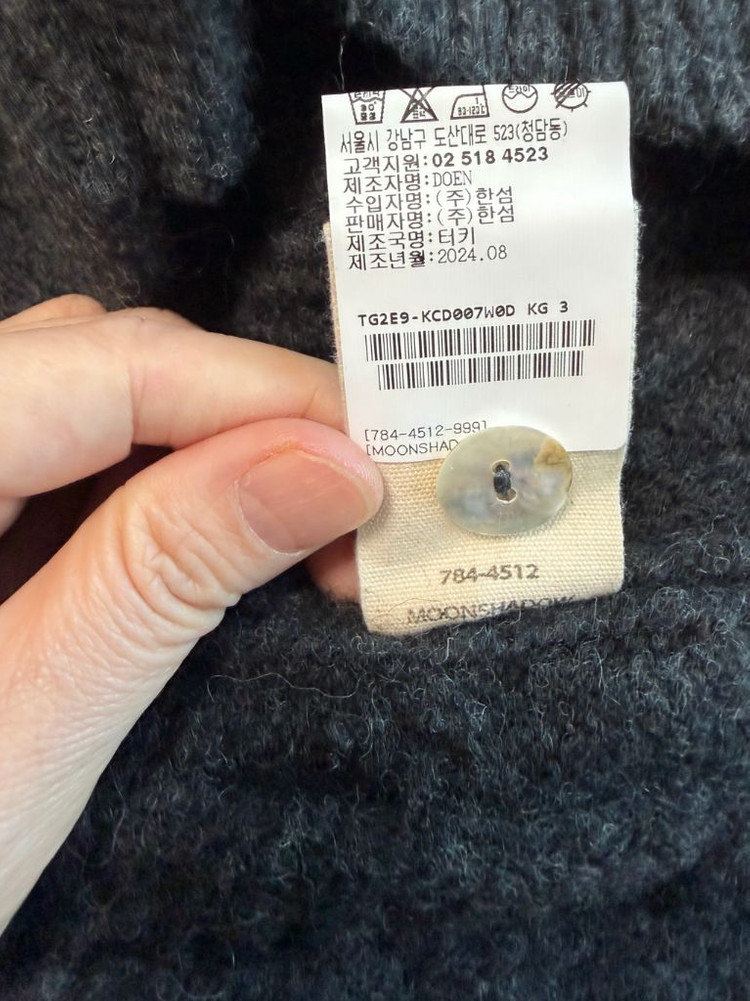 서울시 강남구 도산대로 523(청담동)
고객지원:02 518 4523
제조자명:DOEN
수입자명:(주)한섬
판매자명:(주)한섬
제조국명:터키
제조년월:2024.08
TG2E9-KCD007W0D KG 3
[784-4512-999]
[MOONSHAD
784-4512
MOONSHADOW